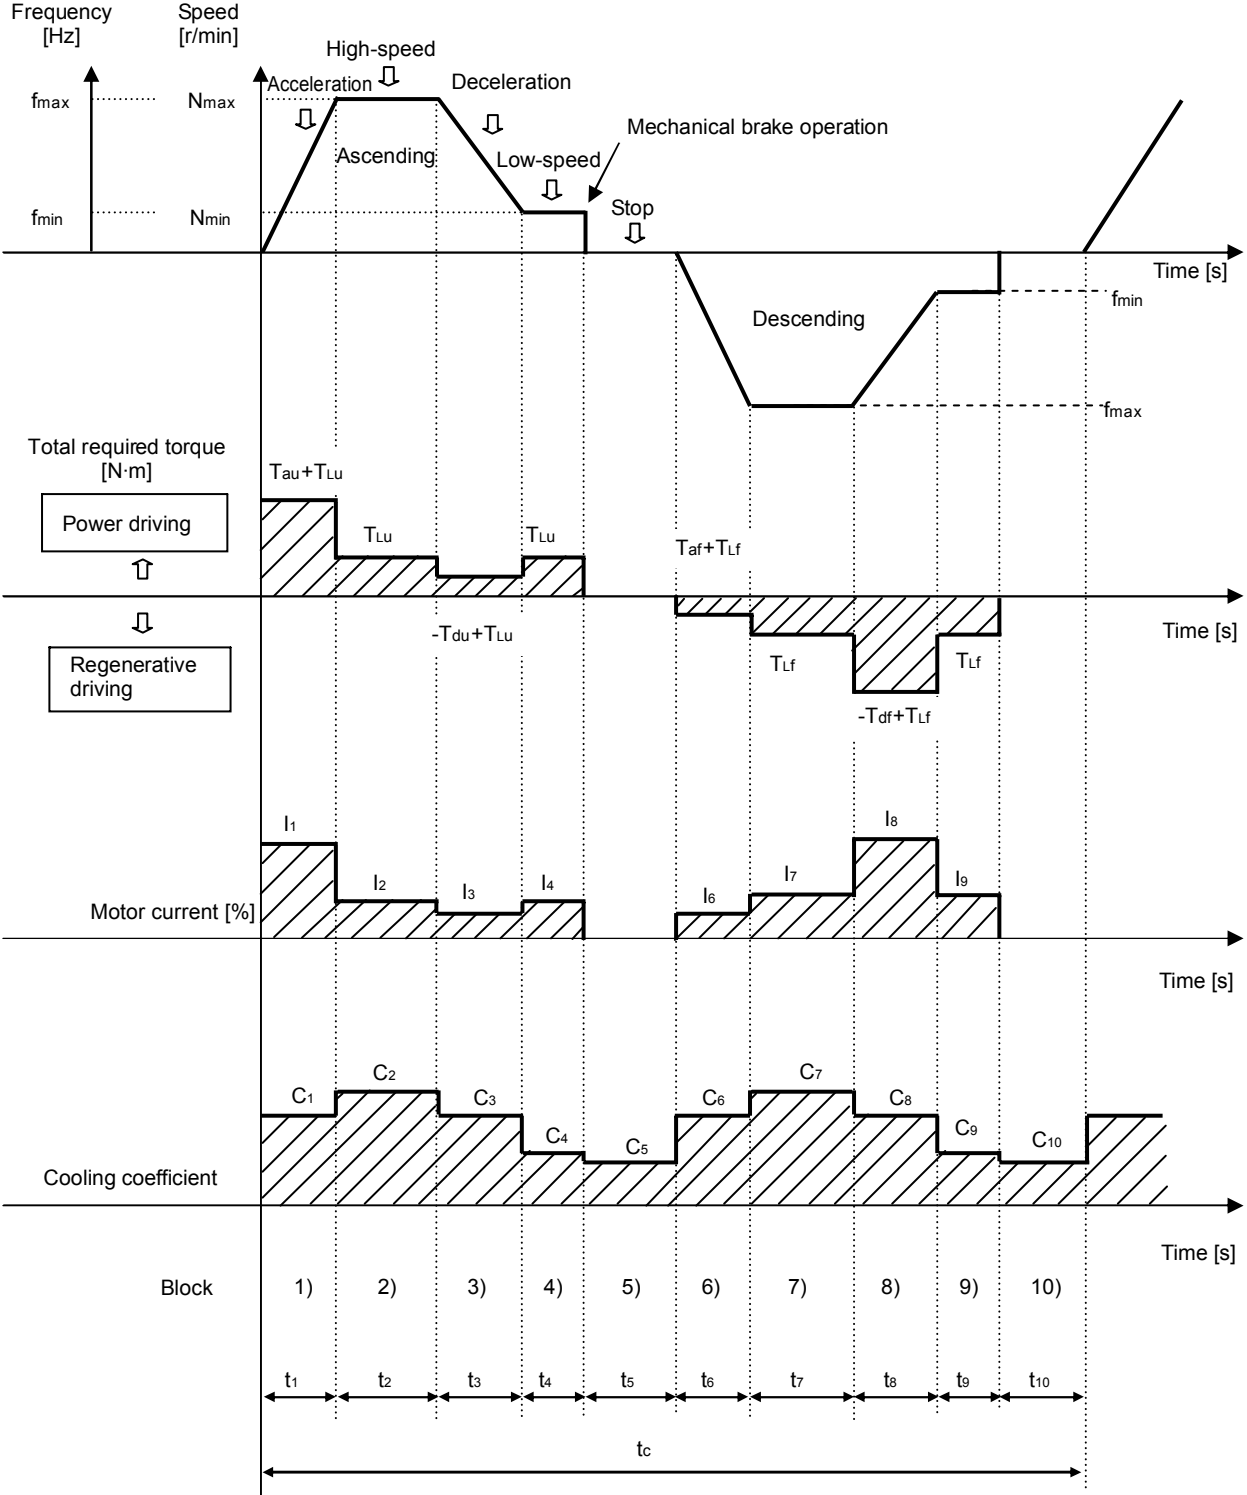 Frequency
[Hz]
Speed
[r/min]
High-speed
Acceleration
Deceleration
fmax
Nmax
Mechanical brake operation
Ascending
Low-speed
fmin
Nmin
Stop
Time [s]
fmin
Descending
fmax
Total required torque
[N·m]
Tau+TLu
Power driving
TLu
TLu
Taf+TLf
-Tdu+TLu
Time [s]
Regenerative
driving
TLf
TLf
-Tdf+TLf
I1
I2
I3
I4
I6
I7
I8
I9
Motor current [%]
Time [s]
C1
C2
C3
C4
C5
C6
C7
C8
C9
C10
Cooling coefficient
Time [s]
Block
1)
2)
3)
4)
5)
6)
7)
8)
9)
10)
t1
t2
t3
t4
t5
t6
t7
t8
t9
t10
tc